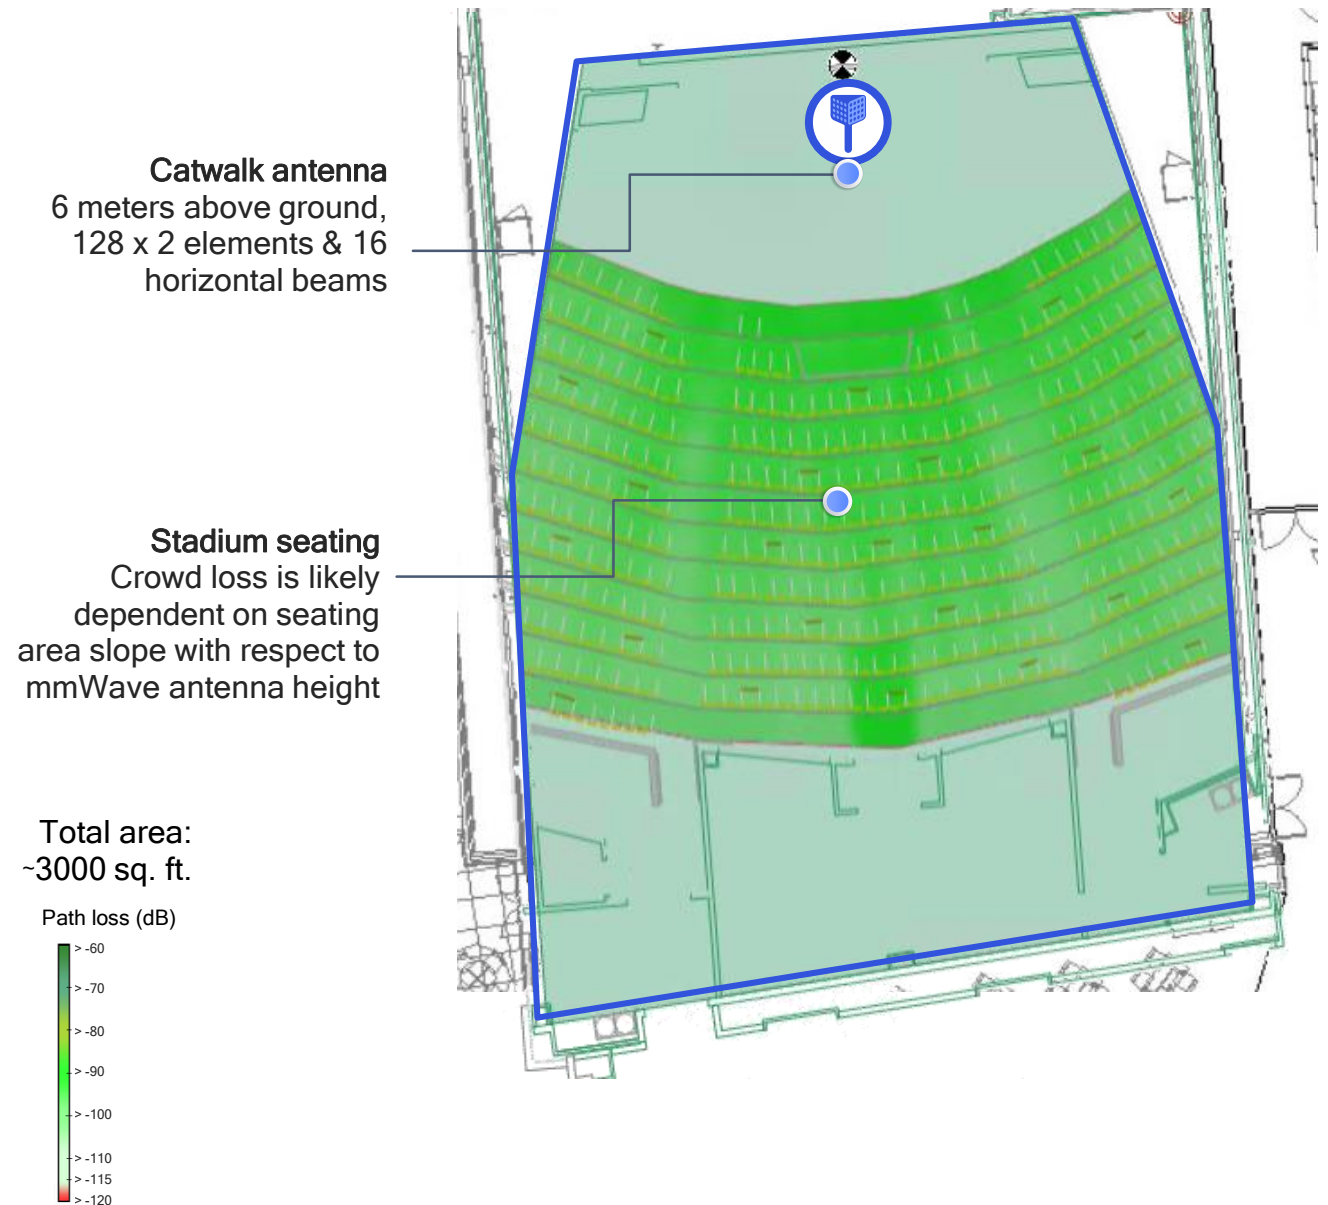 Catwalk antenna
6 meters above ground,
128 x 2 elements & 16
horizontal beams
Stadium seating
Crowd loss is likely
dependent on seating
area slope with respect to
mmWave antenna height
Total area:
~3000 sq. ft.
Path loss (dB)
> -60
> -70
> -80
> -90
> -100
> -110
> -115
> -120